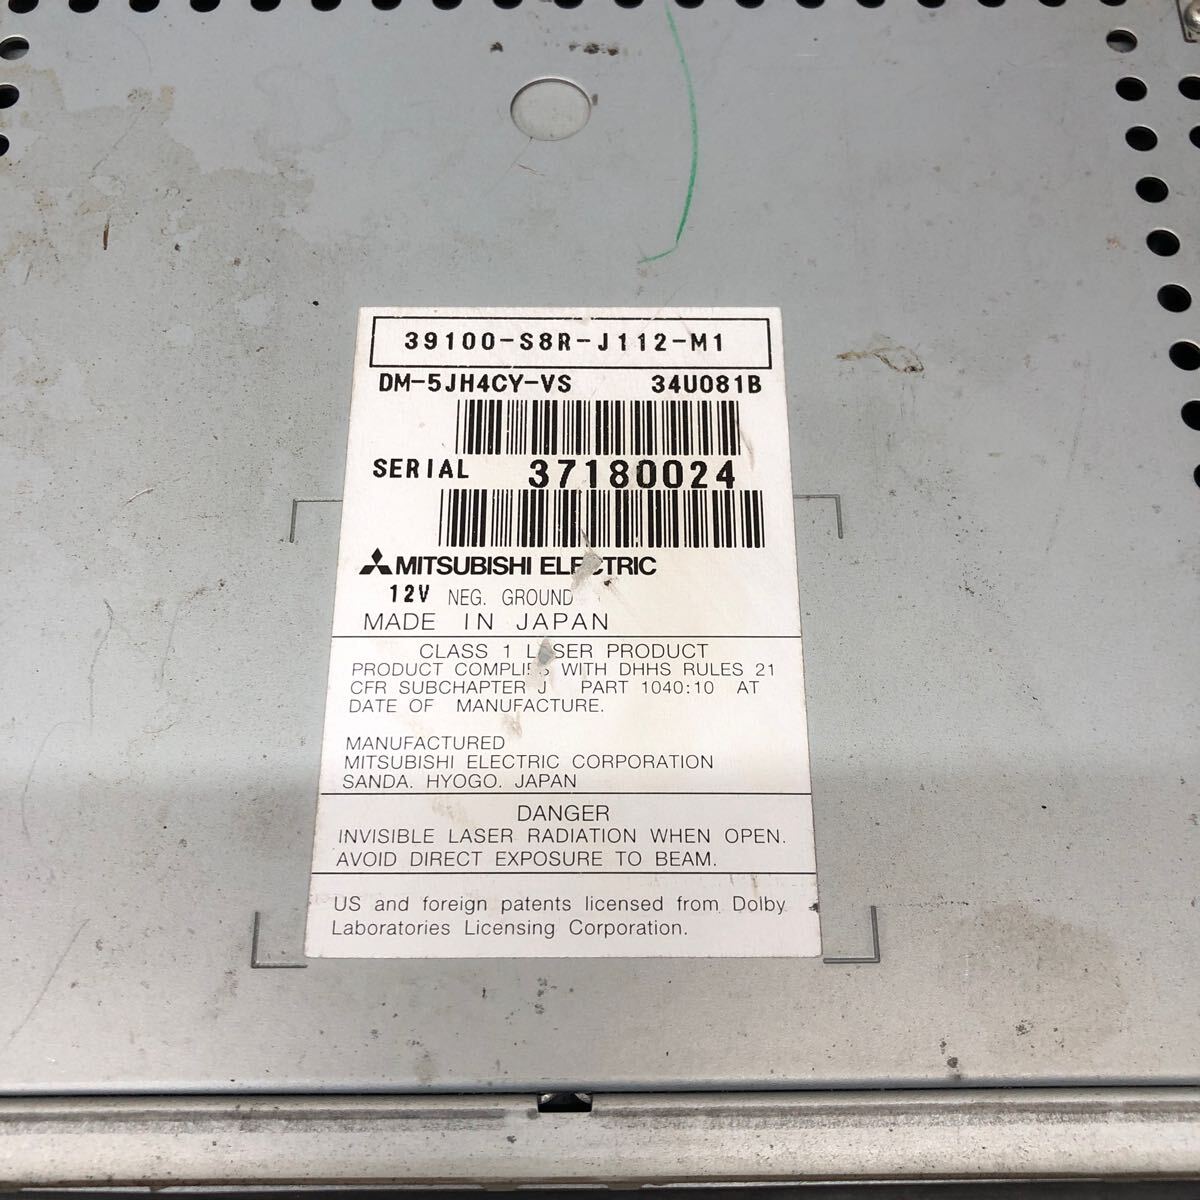 39100-S8R-J112-M1
DM-5JH4CY-VS 34U081B
SERIAL 37180024
MITSUBISHI ELECTRIC
12V NEG. GROUND
MADE IN JAPAN
CLASS 1 LASER PRODUCT
PRODUCT COMPLIES WITH DHHS RULES 21
CFR SUBCHAPTER J PART 1040:10 AT
DATE OF MANUFACTURE.
MANUFACTURED
MITSUBISHI ELECTRIC CORPORATION
SANDA. HYOGO. JAPAN
DANGER
INVISIBLE LASER RADIATION WHEN OPEN.
AVOID DIRECT EXPOSURE TO BEAM.
US and foreign patents licensed from Dolby
Laboratories Licensing Corporation.